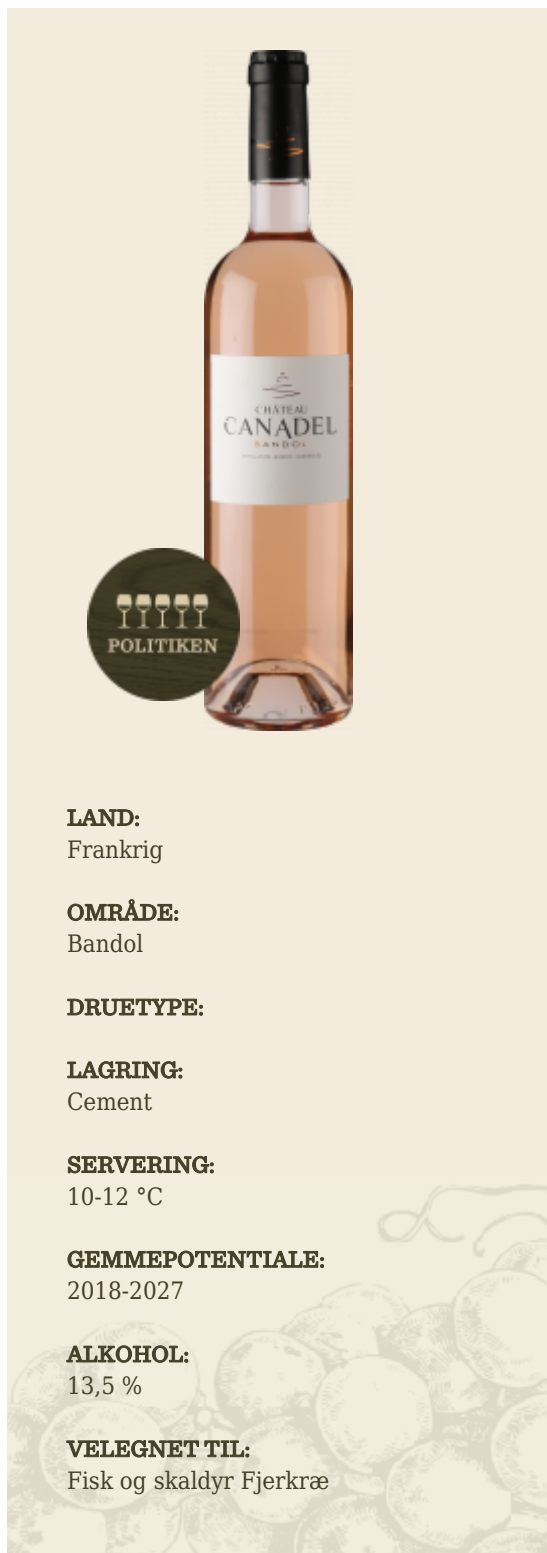 CHÂTEAU
CANADEL
BANDOL
POLITIKEN
LAND:
Frankrig
OMRÅDE:
Bandol
DRUETYPE:
LAGRING:
Cement
SERVERING:
10-12 °C
GEMMEPOTENTIALE:
2018-2027
ALKOHOL:
13,5 %
VELEGNET TIL:
Fisk og skaldyr Fjerkræ